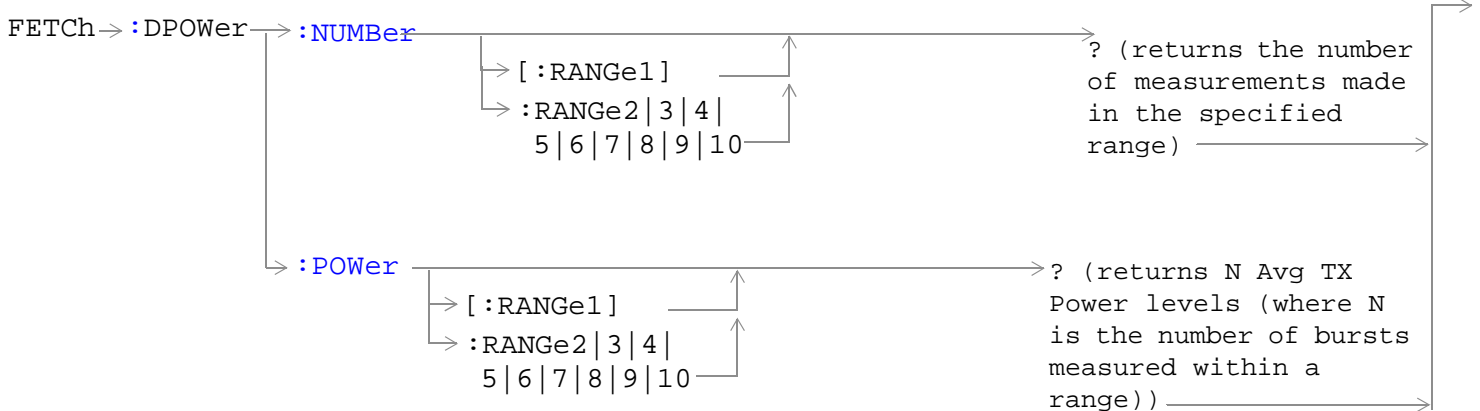 FETCh :DPOWer :NUMBer
[:RANGe1]
:RANGe2|3|4|
5|6|7|8|9|10
? (returns the number
of measurements made
in the specified
range)
:POWer
[:RANGe1]
:RANGe2|3|4|
5|6|7|8|9|10
? (returns N Avg TX
Power levels (where N
is the number of bursts
measured within a
range))